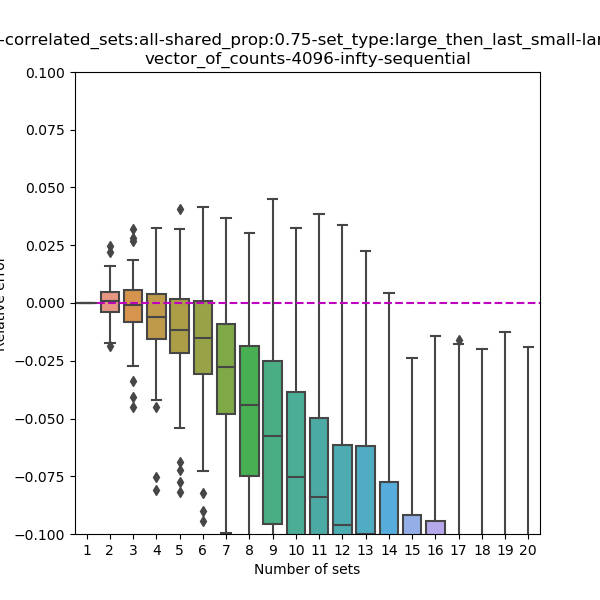 -correlated_sets:all-shared_prop:0.75-set_type:large_then_last_small-lar
vector_of_counts-4096-infty-sequential
0.100
0.075
0.050
0.025
0.000
−0.025
−0.050
−0.075
−0.100
Relative error
1 2 3 4 5 6 7 8 9 10 11 12 13 14 15 16 17 18 19 20
Number of sets